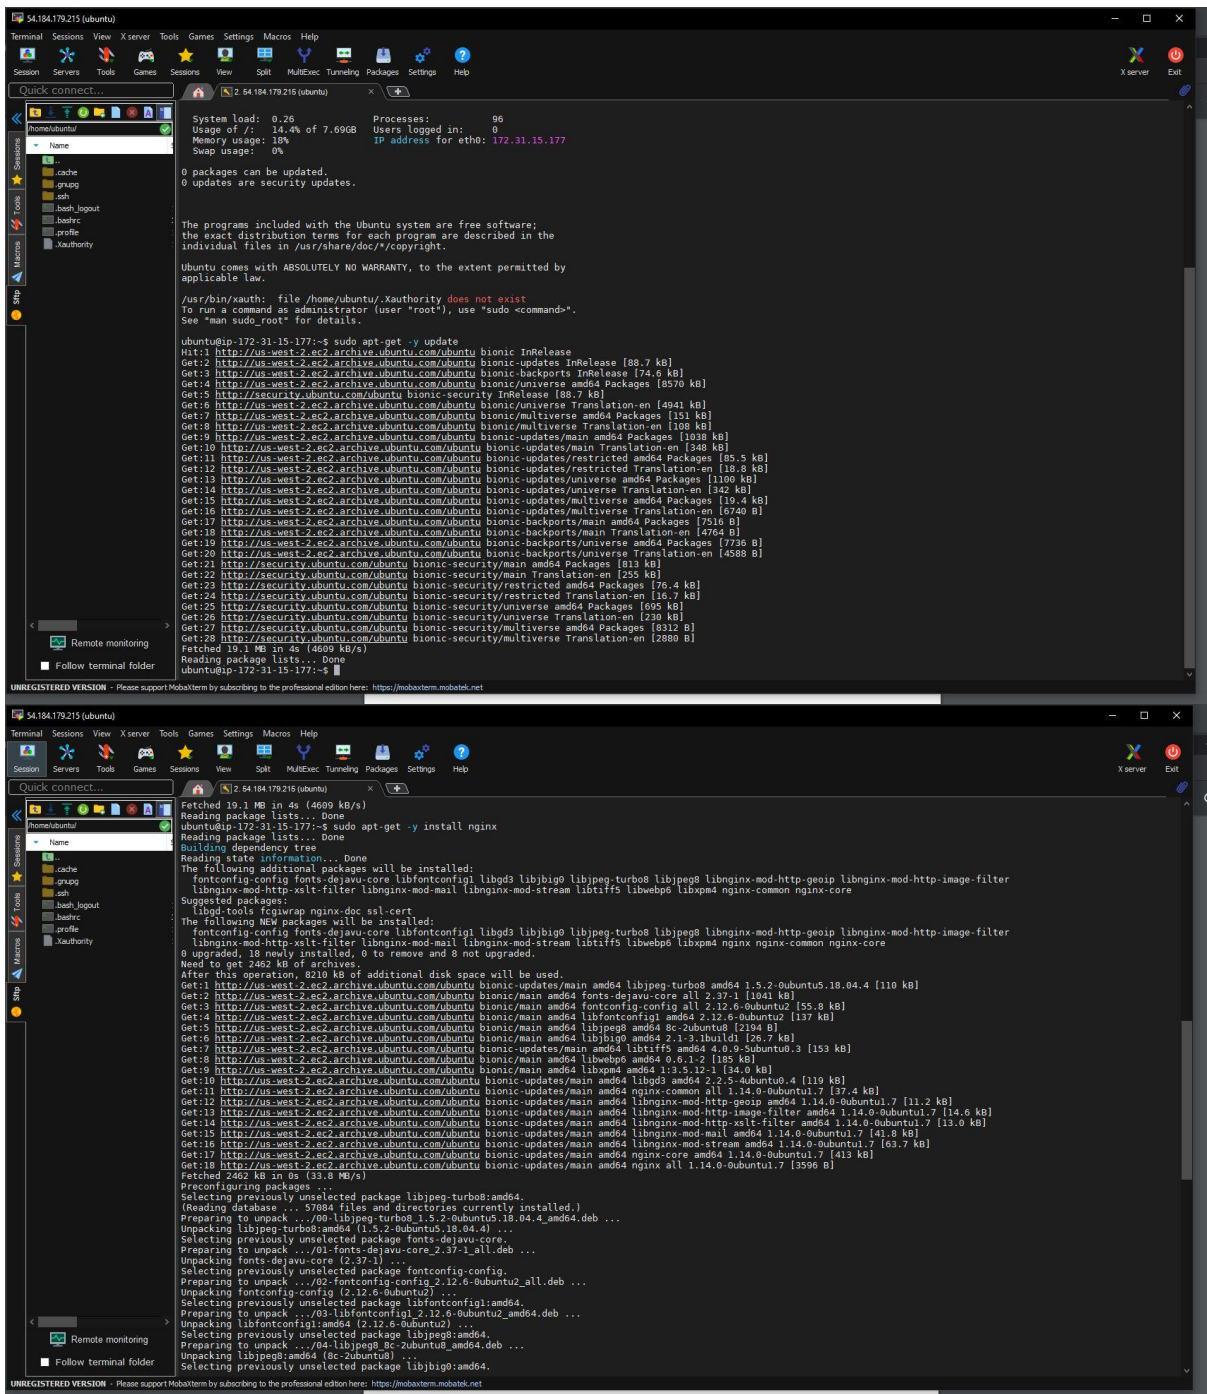 54.184.179.215 (ubuntu)
Terminal Sessions View X server Tools Games Settings Macros Help
Session Servers Tools Games Sessions View Split MultiExec Tunneling Packages Settings Help X server Exit
Quick connect...
2. 54.184.179.215 (ubuntu)
/home/ubuntu/
Name
..
.cache
.gnupg
.ssh
.bash_logout
.bashrc
.profile
.Xauthority
Sessions
Tools
Macros
Sftp
System load: 0.26 Processes: 96
Usage of /: 14.4% of 7.69GB Users logged in: 0
Memory usage: 18% IP address for eth0: 172.31.15.177
Swap usage: 0%
0 packages can be updated.
0 updates are security updates.
The programs included with the Ubuntu system are free software;
the exact distribution terms for each program are described in the
individual files in /usr/share/doc/*/copyright.
Ubuntu comes with ABSOLUTELY NO WARRANTY, to the extent permitted by
applicable law.
/usr/bin/xauth: file /home/ubuntu/.Xauthority does not exist
To run a command as administrator (user "root"), use "sudo <command>".
See "man sudo_root" for details.
ubuntu@ip-172-31-15-177:~$ sudo apt-get -y update
Hit:1 http://us-west-2.ec2.archive.ubuntu.com/ubuntu bionic InRelease
Get:2 http://us-west-2.ec2.archive.ubuntu.com/ubuntu bionic-updates InRelease [88.7 kB]
Get:3 http://us-west-2.ec2.archive.ubuntu.com/ubuntu bionic-backports InRelease [74.6 kB]
Get:4 http://us-west-2.ec2.archive.ubuntu.com/ubuntu bionic/universe amd64 Packages [8570 kB]
Get:5 http://security.ubuntu.com/ubuntu bionic-security InRelease [88.7 kB]
Get:6 http://us-west-2.ec2.archive.ubuntu.com/ubuntu bionic/universe Translation-en [4941 kB]
Get:7 http://us-west-2.ec2.archive.ubuntu.com/ubuntu bionic/multiverse amd64 Packages [151 kB]
Get:8 http://us-west-2.ec2.archive.ubuntu.com/ubuntu bionic/multiverse Translation-en [108 kB]
Get:9 http://us-west-2.ec2.archive.ubuntu.com/ubuntu bionic-updates/main amd64 Packages [1038 kB]
Get:10 http://us-west-2.ec2.archive.ubuntu.com/ubuntu bionic-updates/main Translation-en [348 kB]
Get:11 http://us-west-2.ec2.archive.ubuntu.com/ubuntu bionic-updates/restricted amd64 Packages [85.5 kB]
Get:12 http://us-west-2.ec2.archive.ubuntu.com/ubuntu bionic-updates/restricted Translation-en [18.8 kB]
Get:13 http://us-west-2.ec2.archive.ubuntu.com/ubuntu bionic-updates/universe amd64 Packages [1100 kB]
Get:14 http://us-west-2.ec2.archive.ubuntu.com/ubuntu bionic-updates/universe Translation-en [342 kB]
Get:15 http://us-west-2.ec2.archive.ubuntu.com/ubuntu bionic-updates/multiverse amd64 Packages [19.4 kB]
Get:16 http://us-west-2.ec2.archive.ubuntu.com/ubuntu bionic-updates/multiverse Translation-en [6740 B]
Get:17 http://us-west-2.ec2.archive.ubuntu.com/ubuntu bionic-backports/main amd64 Packages [7516 B]
Get:18 http://us-west-2.ec2.archive.ubuntu.com/ubuntu bionic-backports/main Translation-en [4764 B]
Get:19 http://us-west-2.ec2.archive.ubuntu.com/ubuntu bionic-backports/universe amd64 Packages [7736 B]
Get:20 http://us-west-2.ec2.archive.ubuntu.com/ubuntu bionic-backports/universe Translation-en [4588 B]
Get:21 http://security.ubuntu.com/ubuntu bionic-security/main amd64 Packages [813 kB]
Get:22 http://security.ubuntu.com/ubuntu bionic-security/main Translation-en [255 kB]
Get:23 http://security.ubuntu.com/ubuntu bionic-security/restricted amd64 Packages [76.4 kB]
Get:24 http://security.ubuntu.com/ubuntu bionic-security/restricted Translation-en [16.7 kB]
Get:25 http://security.ubuntu.com/ubuntu bionic-security/universe amd64 Packages [695 kB]
Get:26 http://security.ubuntu.com/ubuntu bionic-security/universe Translation-en [230 kB]
Get:27 http://security.ubuntu.com/ubuntu bionic-security/multiverse amd64 Packages [8312 B]
Get:28 http://security.ubuntu.com/ubuntu bionic-security/multiverse Translation-en [2880 B]
Fetched 19.1 MB in 4s (4609 kB/s)
Reading package lists... Done
ubuntu@ip-172-31-15-177:~$
Remote monitoring
Follow terminal folder
UNREGISTERED VERSION - Please support MobaXterm by subscribing to the professional edition here: https://mobaxterm.mobatek.net
54.184.179.215 (ubuntu)
Terminal Sessions View X server Tools Games Settings Macros Help
Session Servers Tools Games Sessions View Split MultiExec Tunneling Packages Settings Help X server Exit
Quick connect...
2. 54.184.179.215 (ubuntu)
/home/ubuntu/
Name
..
.cache
.gnupg
.ssh
.bash_logout
.bashrc
.profile
.Xauthority
Sessions
Tools
Macros
Sftp
Fetched 19.1 MB in 4s (4609 kB/s)
Reading package lists... Done
ubuntu@ip-172-31-15-177:~$ sudo apt-get -y install nginx
Reading package lists... Done
Building dependency tree
Reading state information... Done
The following additional packages will be installed:
fontconfig-config fonts-dejavu-core libfontconfig1 libgd3 libjbig0 libjpeg-turbo8 libjpeg8 libnginx-mod-http-geoip libnginx-mod-http-image-filter
libnginx-mod-http-xslt-filter libnginx-mod-mail libnginx-mod-stream libtiff5 libwebp6 libxpm4 nginx-common nginx-core
Suggested packages:
libgd-tools fcgiwrap nginx-doc ssl-cert
The following NEW packages will be installed:
fontconfig-config fonts-dejavu-core libfontconfig1 libgd3 libjbig0 libjpeg-turbo8 libjpeg8 libnginx-mod-http-geoip libnginx-mod-http-image-filter
libnginx-mod-http-xslt-filter libnginx-mod-mail libnginx-mod-stream libtiff5 libwebp6 libxpm4 nginx nginx-common nginx-core
0 upgraded, 18 newly installed, 0 to remove and 8 not upgraded.
Need to get 2462 kB of archives.
After this operation, 8210 kB of additional disk space will be used.
Get:1 http://us-west-2.ec2.archive.ubuntu.com/ubuntu bionic-updates/main amd64 libjpeg-turbo8 amd64 1.5.2-0ubuntu5.18.04.4 [110 kB]
Get:2 http://us-west-2.ec2.archive.ubuntu.com/ubuntu bionic/main amd64 fonts-dejavu-core all 2.37-1 [1041 kB]
Get:3 http://us-west-2.ec2.archive.ubuntu.com/ubuntu bionic/main amd64 fontconfig-config all 2.12.6-0ubuntu2 [55.8 kB]
Get:4 http://us-west-2.ec2.archive.ubuntu.com/ubuntu bionic/main amd64 libfontconfig1 amd64 2.12.6-0ubuntu2 [137 kB]
Get:5 http://us-west-2.ec2.archive.ubuntu.com/ubuntu bionic/main amd64 libjpeg8 amd64 8c-2ubuntu8 [2194 B]
Get:6 http://us-west-2.ec2.archive.ubuntu.com/ubuntu bionic/main amd64 libjbig0 amd64 2.1-3.1build1 [26.7 kB]
Get:7 http://us-west-2.ec2.archive.ubuntu.com/ubuntu bionic-updates/main amd64 libtiff5 amd64 4.0.9-5ubuntu0.3 [153 kB]
Get:8 http://us-west-2.ec2.archive.ubuntu.com/ubuntu bionic/main amd64 libwebp6 amd64 0.6.1-2 [185 kB]
Get:9 http://us-west-2.ec2.archive.ubuntu.com/ubuntu bionic/main amd64 libxpm4 amd64 1:3.5.12-1 [34.0 kB]
Get:10 http://us-west-2.ec2.archive.ubuntu.com/ubuntu bionic-updates/main amd64 libgd3 amd64 2.2.5-4ubuntu0.4 [119 kB]
Get:11 http://us-west-2.ec2.archive.ubuntu.com/ubuntu bionic-updates/main amd64 nginx-common all 1.14.0-0ubuntu1.7 [37.4 kB]
Get:12 http://us-west-2.ec2.archive.ubuntu.com/ubuntu bionic-updates/main amd64 libnginx-mod-http-geoip amd64 1.14.0-0ubuntu1.7 [11.2 kB]
Get:13 http://us-west-2.ec2.archive.ubuntu.com/ubuntu bionic-updates/main amd64 libnginx-mod-http-image-filter amd64 1.14.0-0ubuntu1.7 [14.6 kB]
Get:14 http://us-west-2.ec2.archive.ubuntu.com/ubuntu bionic-updates/main amd64 libnginx-mod-http-xslt-filter amd64 1.14.0-0ubuntu1.7 [13.0 kB]
Get:15 http://us-west-2.ec2.archive.ubuntu.com/ubuntu bionic-updates/main amd64 libnginx-mod-mail amd64 1.14.0-0ubuntu1.7 [41.8 kB]
Get:16 http://us-west-2.ec2.archive.ubuntu.com/ubuntu bionic-updates/main amd64 libnginx-mod-stream amd64 1.14.0-0ubuntu1.7 [63.7 kB]
Get:17 http://us-west-2.ec2.archive.ubuntu.com/ubuntu bionic-updates/main amd64 nginx-core amd64 1.14.0-0ubuntu1.7 [413 kB]
Get:18 http://us-west-2.ec2.archive.ubuntu.com/ubuntu bionic-updates/main amd64 nginx all 1.14.0-0ubuntu1.7 [3596 B]
Fetched 2462 kB in 0s (33.8 MB/s)
Preconfiguring packages ...
Selecting previously unselected package libjpeg-turbo8:amd64.
(Reading database ... 57084 files and directories currently installed.)
Preparing to unpack .../00-libjpeg-turbo8_1.5.2-0ubuntu5.18.04.4_amd64.deb ...
Unpacking libjpeg-turbo8:amd64 (1.5.2-0ubuntu5.18.04.4) ...
Selecting previously unselected package fonts-dejavu-core.
Preparing to unpack .../01-fonts-dejavu-core_2.37-1_all.deb ...
Unpacking fonts-dejavu-core (2.37-1) ...
Selecting previously unselected package fontconfig-config.
Preparing to unpack .../02-fontconfig-config_2.12.6-0ubuntu2_all.deb ...
Unpacking fontconfig-config (2.12.6-0ubuntu2) ...
Selecting previously unselected package libfontconfig1:amd64.
Preparing to unpack .../03-libfontconfig1_2.12.6-0ubuntu2_amd64.deb ...
Unpacking libfontconfig1:amd64 (2.12.6-0ubuntu2) ...
Selecting previously unselected package libjpeg8:amd64.
Preparing to unpack .../04-libjpeg8_8c-2ubuntu8_amd64.deb ...
Unpacking libjpeg8:amd64 (8c-2ubuntu8) ...
Selecting previously unselected package libjbig0:amd64.
Remote monitoring
Follow terminal folder
UNREGISTERED VERSION - Please support MobaXterm by subscribing to the professional edition here: https://mobaxterm.mobatek.net